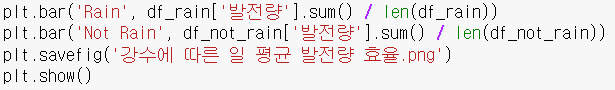 plt.bar('Rain', df_rain['발전량'].sum() / len(df_rain))
plt.bar('Not Rain', df_not_rain['발전량'].sum() / len(df_not_rain))
plt.savefig('강수에 따른 일 평균 발전량 효율.png')
plt.show()